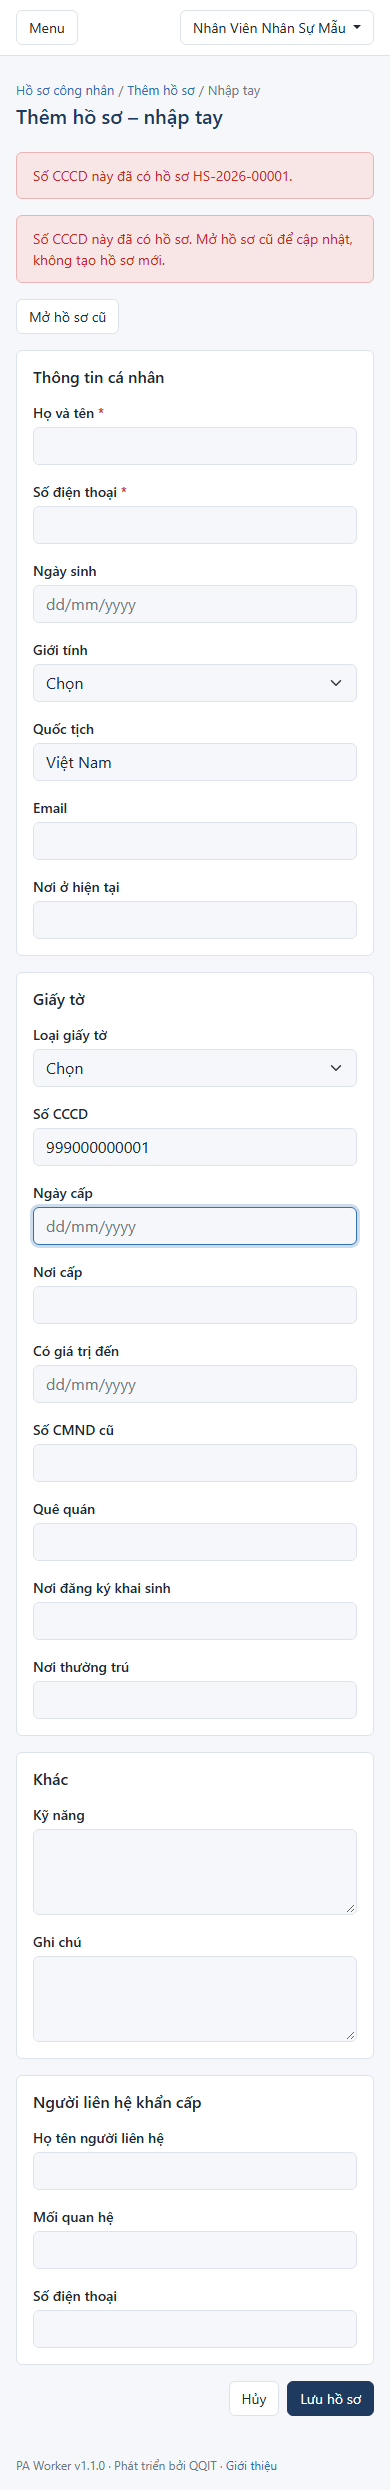 Menu
Nhân Viên Nhân Sự Mẫu
Hồ sơ công nhân / Thêm hồ sơ / Nhập tay
Thêm hồ sơ – nhập tay
Số CCCD này đã có hồ sơ HS-2026-00001.
Số CCCD này đã có hồ sơ. Mở hồ sơ cũ để cập nhật,
không tạo hồ sơ mới.
Mở hồ sơ cũ
Thông tin cá nhân
Họ và tên *
Số điện thoại *
Ngày sinh
dd/mm/yyyy
Giới tính
Chọn
Quốc tịch
Việt Nam
Email
Nơi ở hiện tại
Giấy tờ
Loại giấy tờ
Chọn
Số CCCD
999000000001
Ngày cấp
dd/mm/yyyy
Nơi cấp
Có giá trị đến
dd/mm/yyyy
Số CMND cũ
Quê quán
Nơi đăng ký khai sinh
Nơi thường trú
Khác
Kỹ năng
Ghi chú
Người liên hệ khẩn cấp
Họ tên người liên hệ
Mối quan hệ
Số điện thoại
Hủy
Lưu hồ sơ
PA Worker v1.1.0 · Phát triển bởi QQIT · Giới thiệu